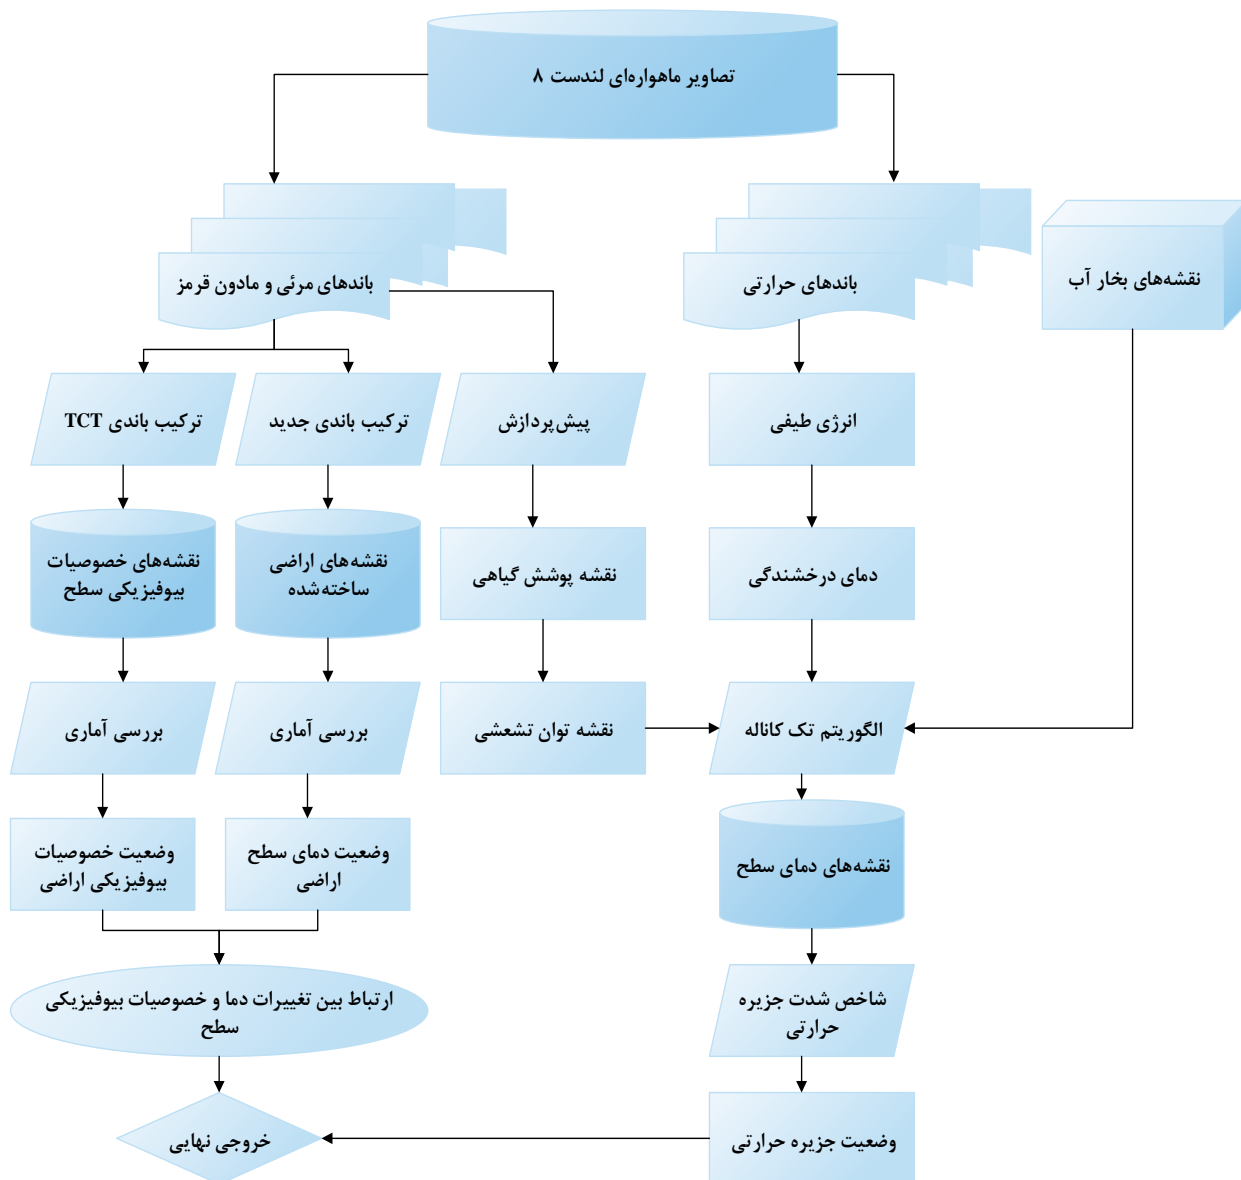 تصاویر ماهواره‌ای لندست ۸
باندهای مرئی و مادون قرمز
باندهای حرارتی
نقشه‌های بخار آب
ترکیب باندی TCT
ترکیب باندی جدید
پیش‌پردازش
انرژی طیفی
نقشه‌های خصوصیات
بیوفیزیکی سطح
نقشه‌های اراضی
ساخته‌شده
نقشه پوشش گیاهی
دمای درخشندگی
بررسی آماری
بررسی آماری
نقشه توان تشعشی
الگوریتم تک کاناله
وضعیت خصوصیات
بیوفیزیکی اراضی
وضعیت دمای سطح
اراضی
نقشه‌های دمای سطح
ارتباط بین تغییرات دما و خصوصیات بیوفیزیکی
سطح
شاخص شدت جزیره
حرارتی
خروجی نهایی
وضعیت جزیره حرارتی